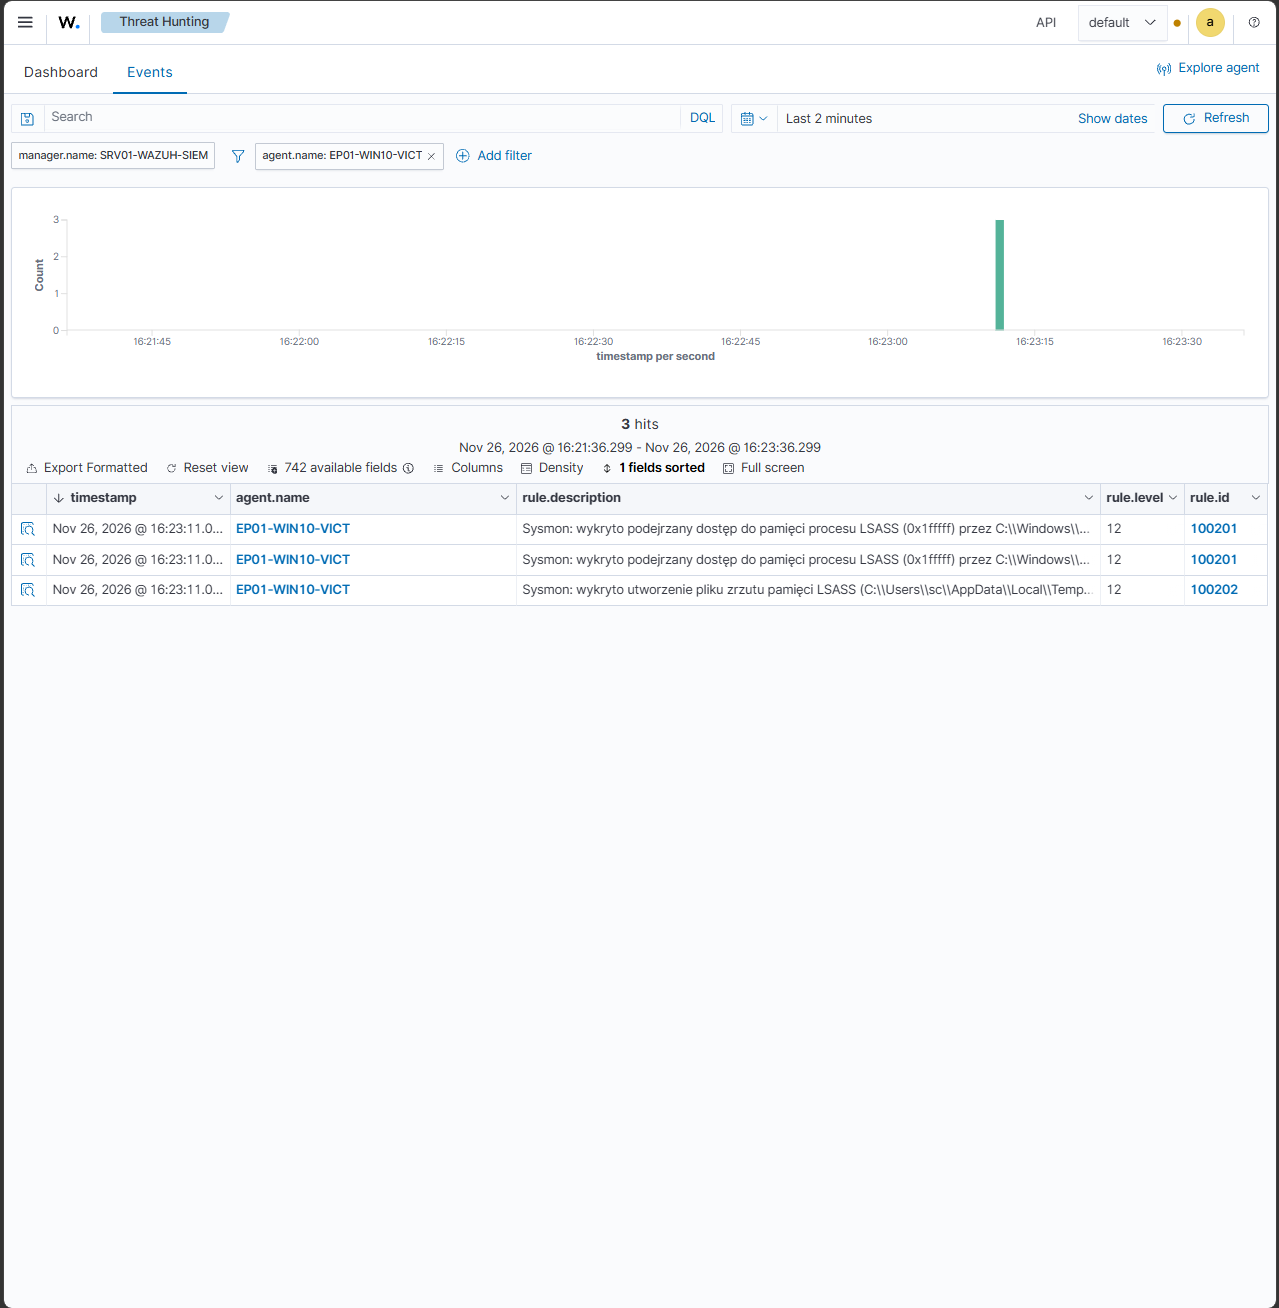 W. Threat Hunting API default a
Dashboard Events Explore agent
Search DQL Last 2 minutes Show dates Refresh
manager.name: SRV01-WAZUH-SIEM agent.name: EP01-WIN10-VICT Add filter
3
2
1
0
Count
16:21:45 16:22:00 16:22:15 16:22:30 16:22:45 16:23:00 16:23:15 16:23:30
timestamp per second
3 hits
Nov 26, 2026 @ 16:21:36.299 - Nov 26, 2026 @ 16:23:36.299
Export Formatted Reset view 742 available fields Columns Density 1 fields sorted Full screen
timestamp agent.name rule.description rule.level rule.id
Nov 26, 2026 @ 16:23:11.0... EP01-WIN10-VICT Sysmon: wykryto podejrzany dostęp do pamięci procesu LSASS (0x1fffff) przez C:\\Windows\\... 12 100201
Nov 26, 2026 @ 16:23:11.0... EP01-WIN10-VICT Sysmon: wykryto podejrzany dostęp do pamięci procesu LSASS (0x1fffff) przez C:\\Windows\\... 12 100201
Nov 26, 2026 @ 16:23:11.0... EP01-WIN10-VICT Sysmon: wykryto utworzenie pliku zrzutu pamięci LSASS (C:\\Users\\sc\\AppData\\Local\\Temp... 12 100202